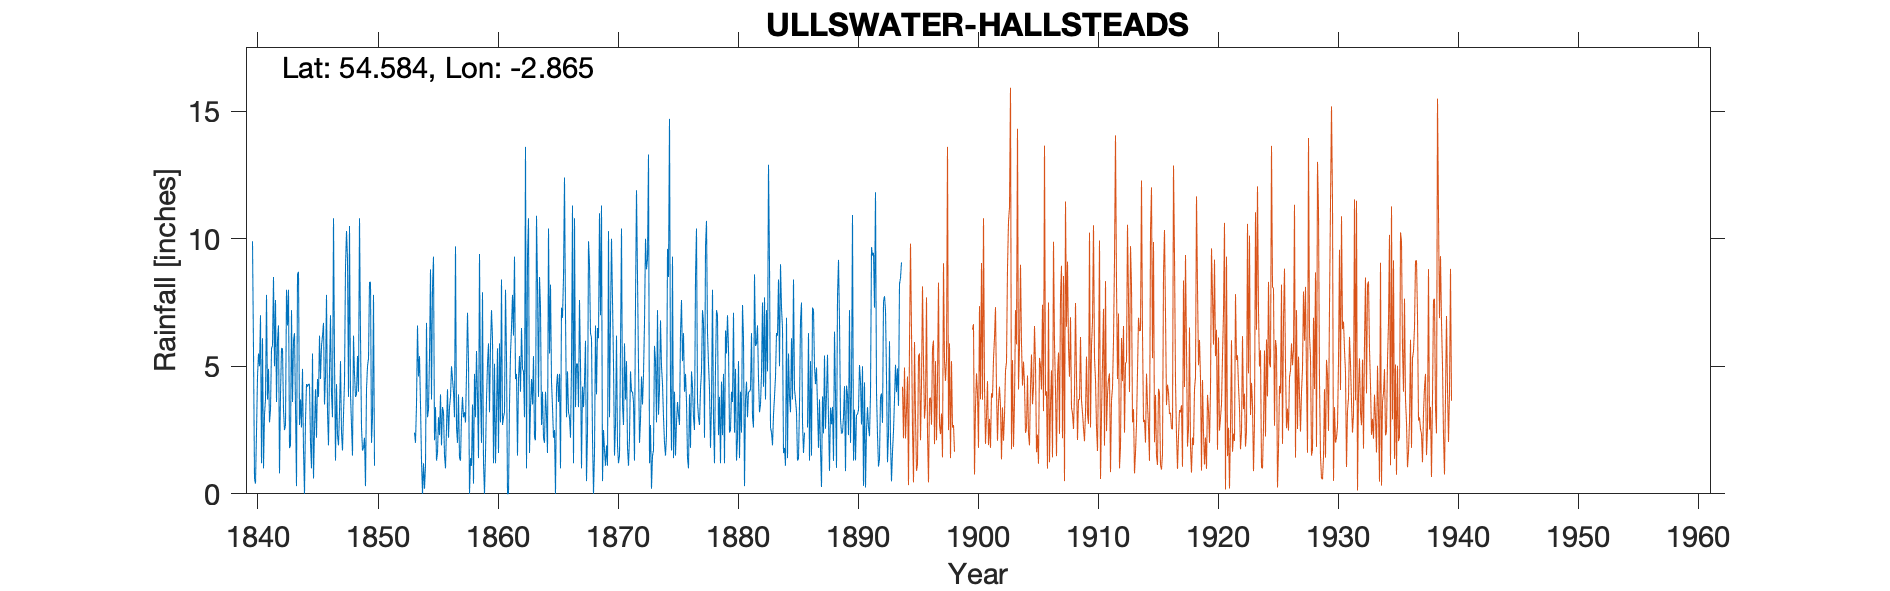 ULLSWATER-HALLSTEADS
Lat: 54.584, Lon: -2.865
15
10
5
0
Rainfall [inches]
1840 1850 1860 1870 1880 1890 1900 1910 1920 1930 1940 1950 1960
Year